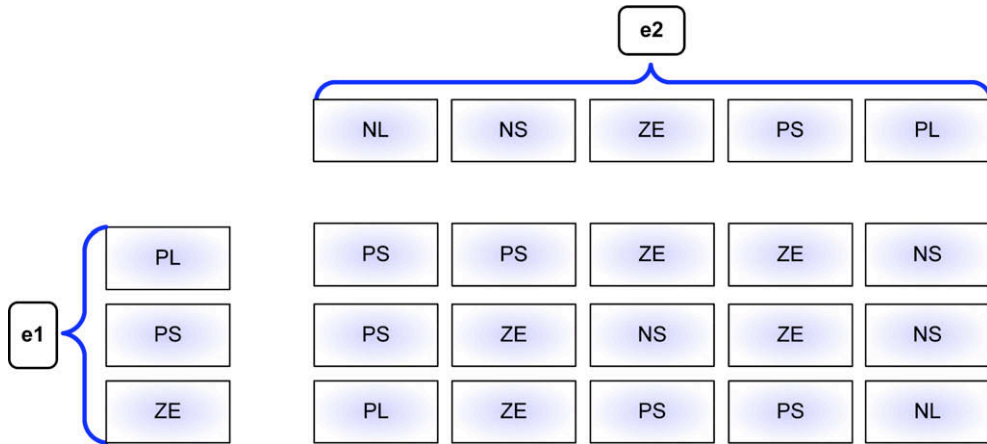 e2
NL NS ZE PS PL
PL PS PS ZE ZE NS
e1 PS PS ZE NS ZE NS
ZE PL ZE PS PS NL